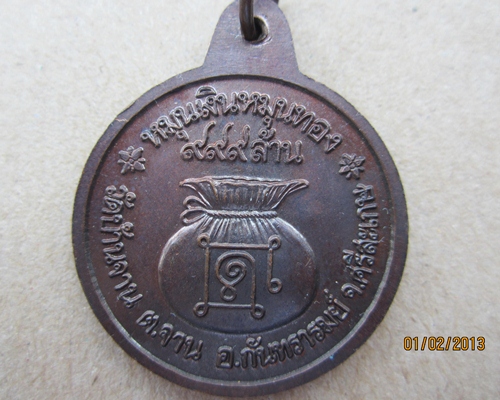 หมุนเงินหมุนทอง
๙๙๙ล้าน
วัดบ้านจาน ต.จาน อ.กันทรารมย์ จ.ศรีสะเกษ
01/02/2013